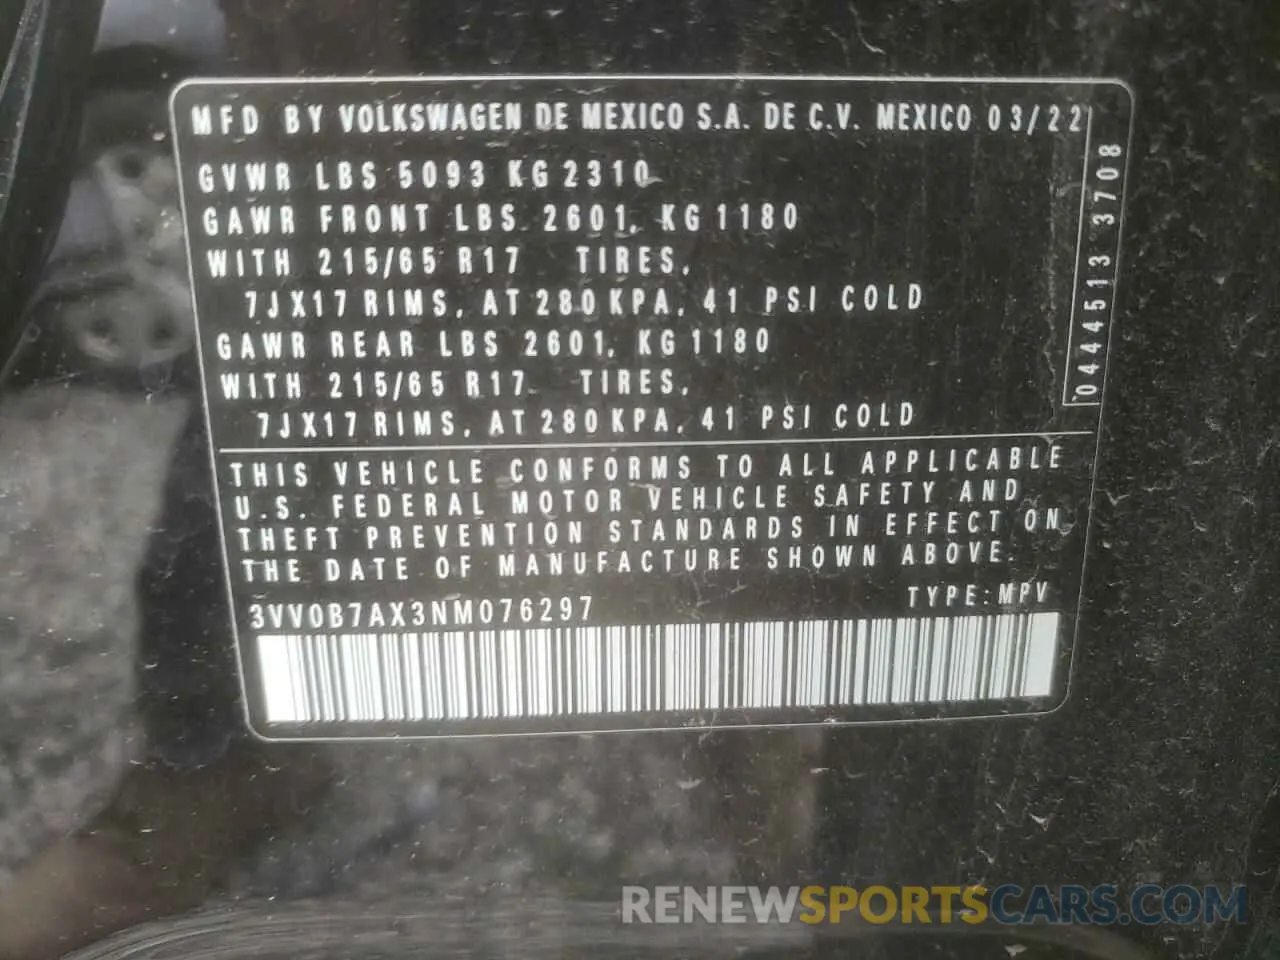 MFD BY VOLKSWAGEN DE MEXICO S.A. DE C.V. MEXICO 03/22
GVWR LBS 5093 KG 2310
GAWR FRONT LBS 2601, KG 1180
WITH 215/65 R17 TIRES,
7JX17 RIMS, AT 280 KPA, 41 PSI COLD
GAWR REAR LBS 2601, KG 1180
WITH 215/65 R17 TIRES,
7JX17 RIMS, AT 280 KPA, 41 PSI COLD
0444513 3708
THIS VEHICLE CONFORMS TO ALL APPLICABLE
U.S. FEDERAL MOTOR VEHICLE SAFETY AND
THEFT PREVENTION STANDARDS IN EFFECT ON
THE DATE OF MANUFACTURE SHOWN ABOVE.
3VV0B7AX3NM076297 TYPE: MPV
RENEWSPORTSCARS.COM